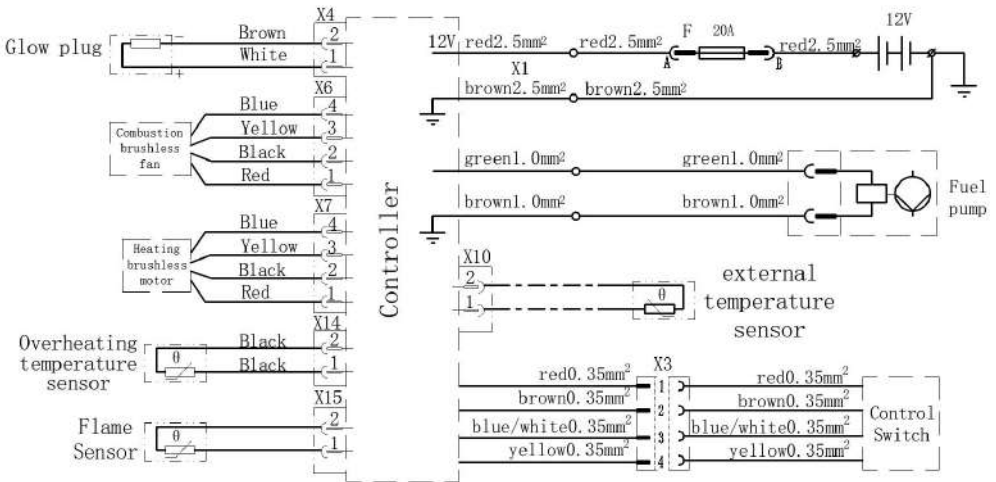 Glow plug
Brown
White
X4
2
1
Combustion
brushless
fan
Blue
Yellow
Black
Red
X6
4
3
2
1
Heating
brushless
motor
Blue
Yellow
Black
Red
X7
4
3
2
1
Overheating
temperature
sensor
θ
Black
Black
X14
2
1
Flame
Sensor
θ
X15
2
1
Controller
12V
red2.5mm²
red2.5mm²
A
F
20A
B
red2.5mm²
12V
X1
brown2.5mm²
brown2.5mm²
green1.0mm²
green1.0mm²
brown1.0mm²
brown1.0mm²
Fuel
pump
X10
2
1
θ
external
temperature
sensor
X3
red0.35mm²
1
red0.35mm²
brown0.35mm²
2
brown0.35mm²
blue/white0.35mm²
3
blue/white0.35mm²
yellow0.35mm²
4
yellow0.35mm²
Control
Switch